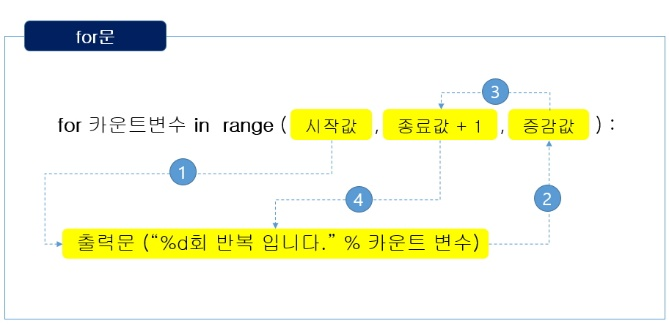 for문
for 카운트변수 in range ( 시작값 , 종료값 + 1 , 증감값 ) :
3
1
4
2
출력문 (“%d회 반복 입니다.” % 카운트 변수)